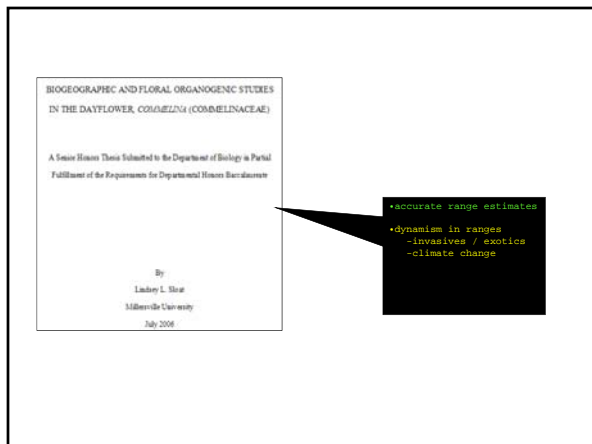 BIOGEOGRAPHIC AND FLORAL ORGANOGENIC STUDIES
IN THE DAYFLOWER, COMMELINA (COMMELINACEAE)
A Senior Honors Thesis Submitted to the Department of Biology in Partial
Fulfillment of the Requirements for Departmental Honors Baccalaureate
By
Lindsey L. Sloat
Millersville University
July 2006
•accurate range estimates
•dynamism in ranges
-invasives / exotics
-climate change